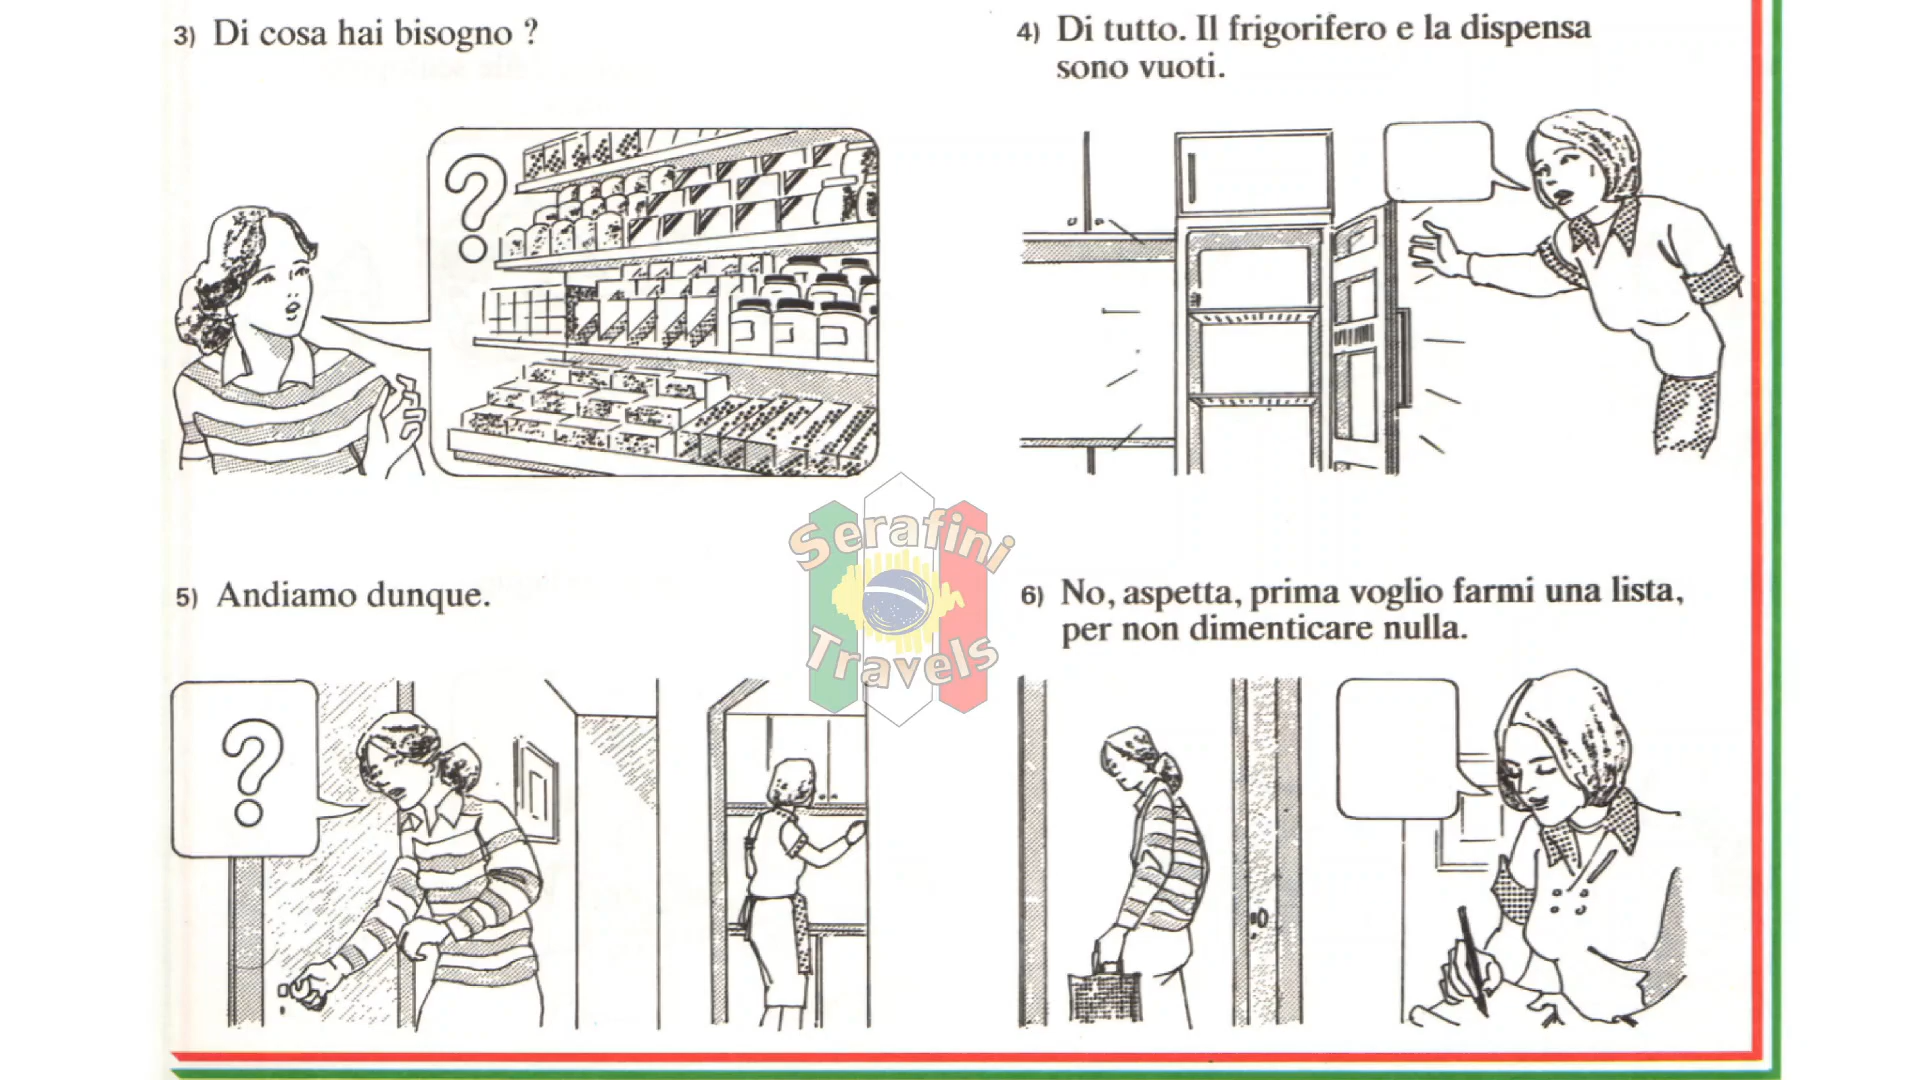 3) Di cosa hai bisogno ?
4) Di tutto. Il frigorifero e la dispensa
sono vuoti.
?
Serafini
Travels
5) Andiamo dunque.
6) No, aspetta, prima voglio farmi una lista,
per non dimenticare nulla.
?